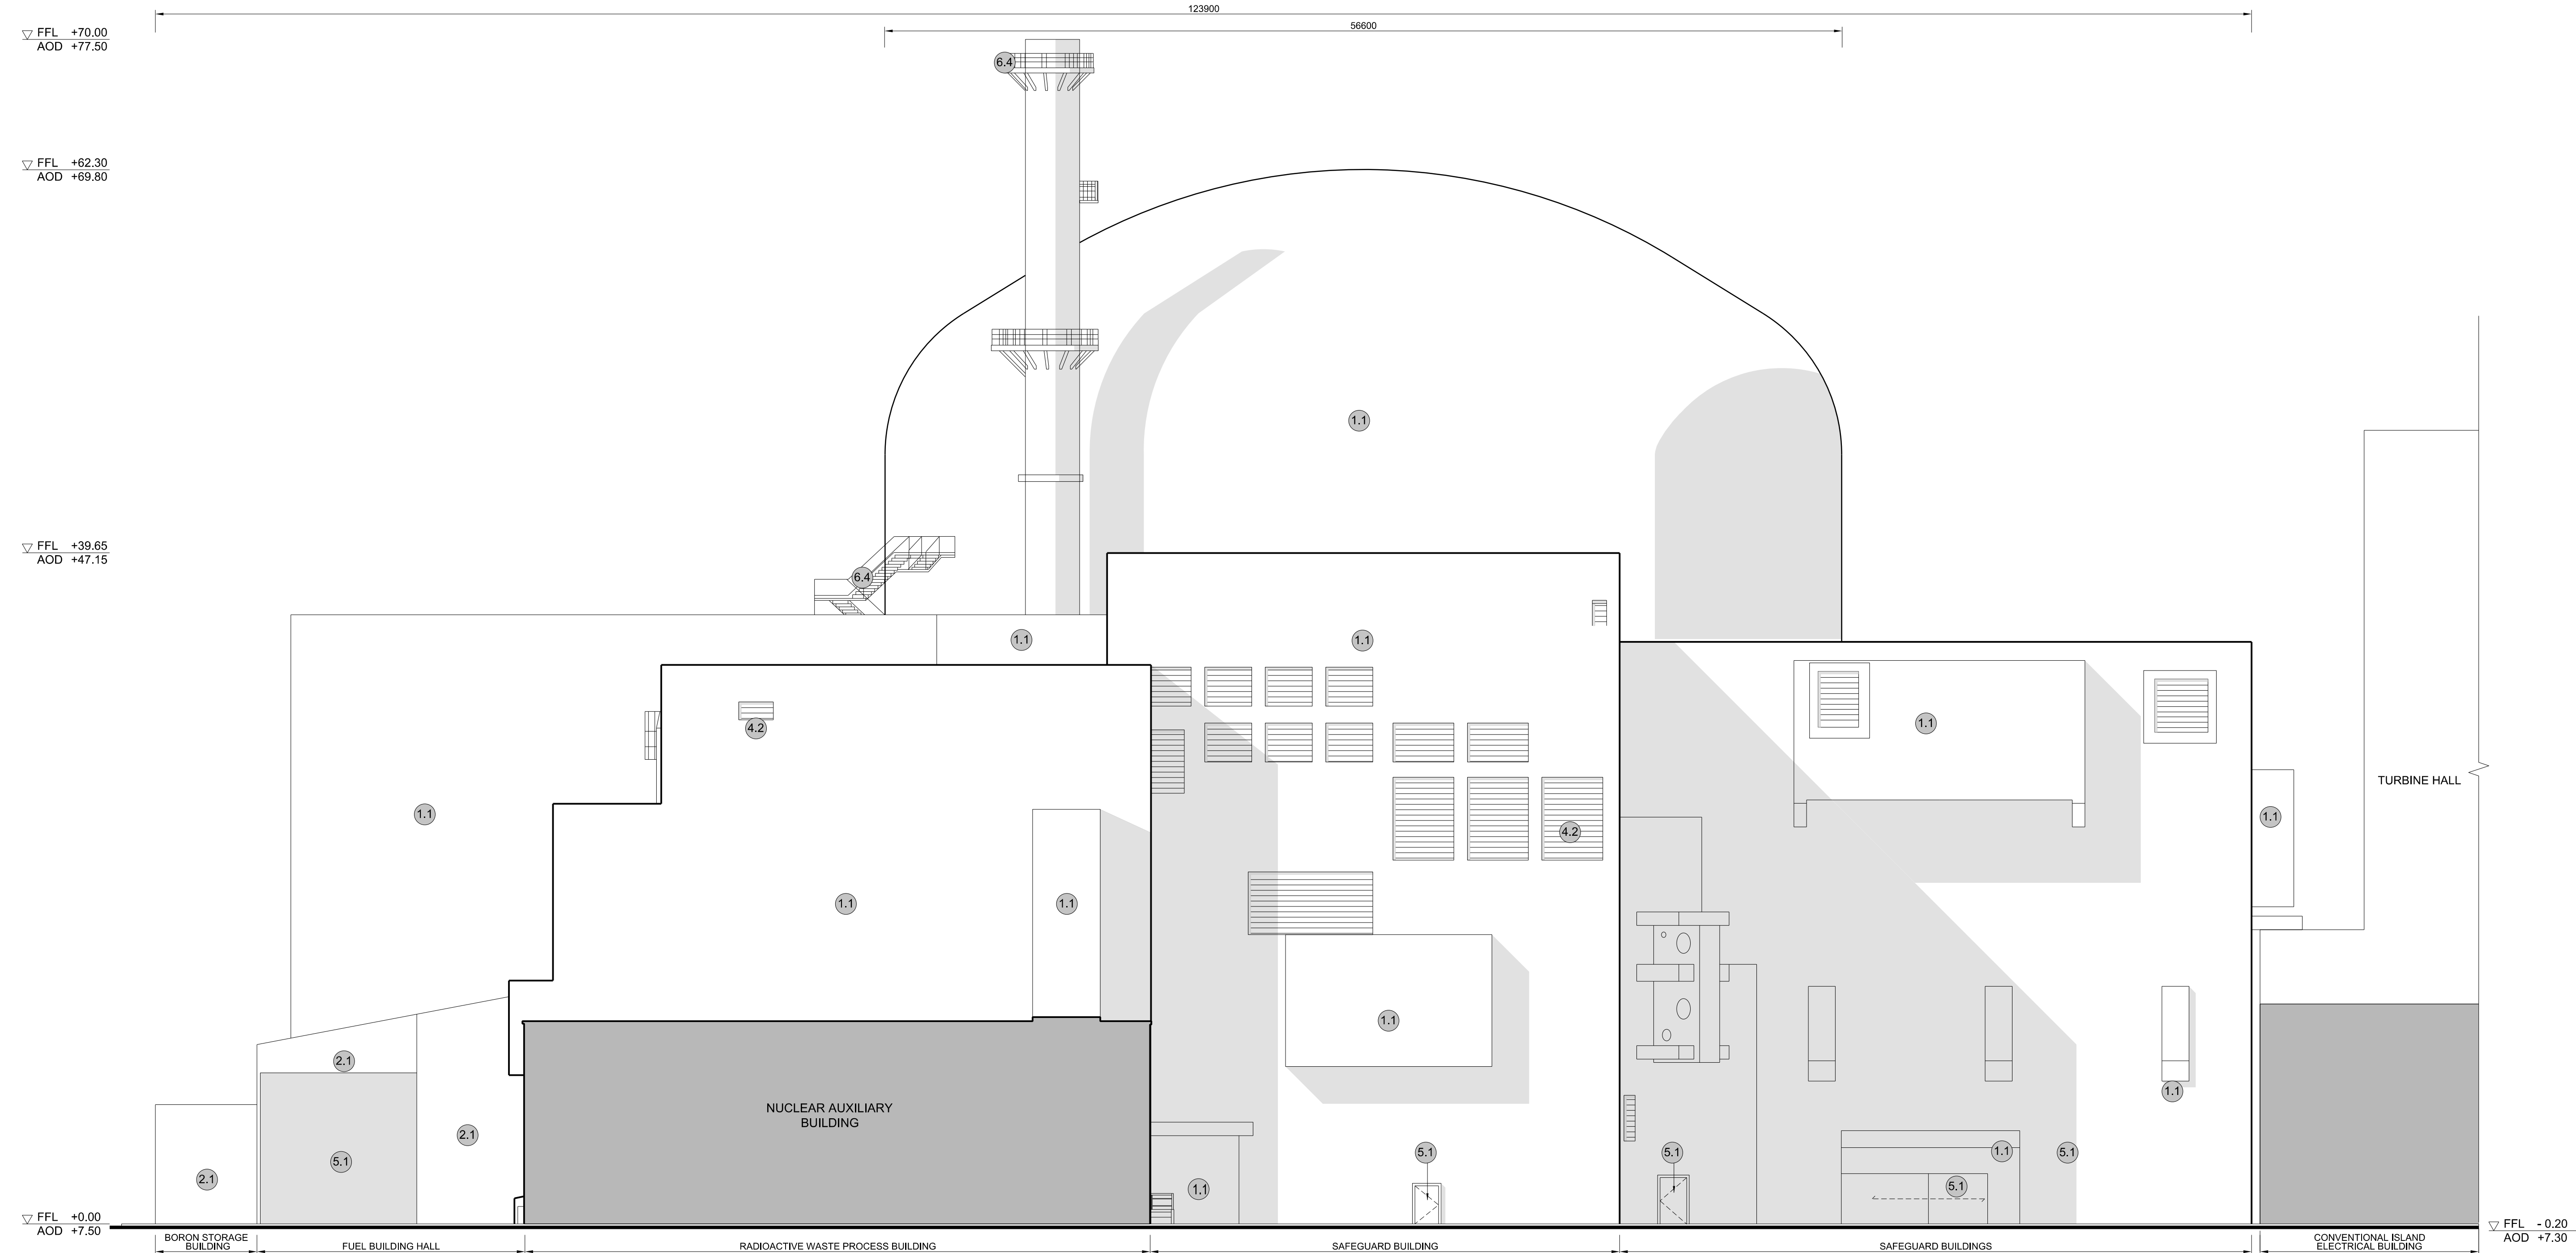 123900
56600
FFL +70.00
AOD +77.50
6.4
FFL +62.30
AOD +69.80
1.1
FFL +39.65
AOD +47.15
6.4
1.1
1.1
4.2
1.1
1.1
TURBINE HALL
1.1
4.2
1.1
1.1
1.1
1.1
2.1
1.1
NUCLEAR AUXILIARY
BUILDING
2.1
5.1
2.1
5.1
5.1
1.1
5.1
1.1
5.1
FFL +0.00
AOD +7.50
FFL - 0.20
AOD +7.30
BORON STORAGE
BUILDING
FUEL BUILDING HALL
RADIOACTIVE WASTE PROCESS BUILDING
SAFEGUARD BUILDING
SAFEGUARD BUILDINGS
CONVENTIONAL ISLAND
ELECTRICAL BUILDING